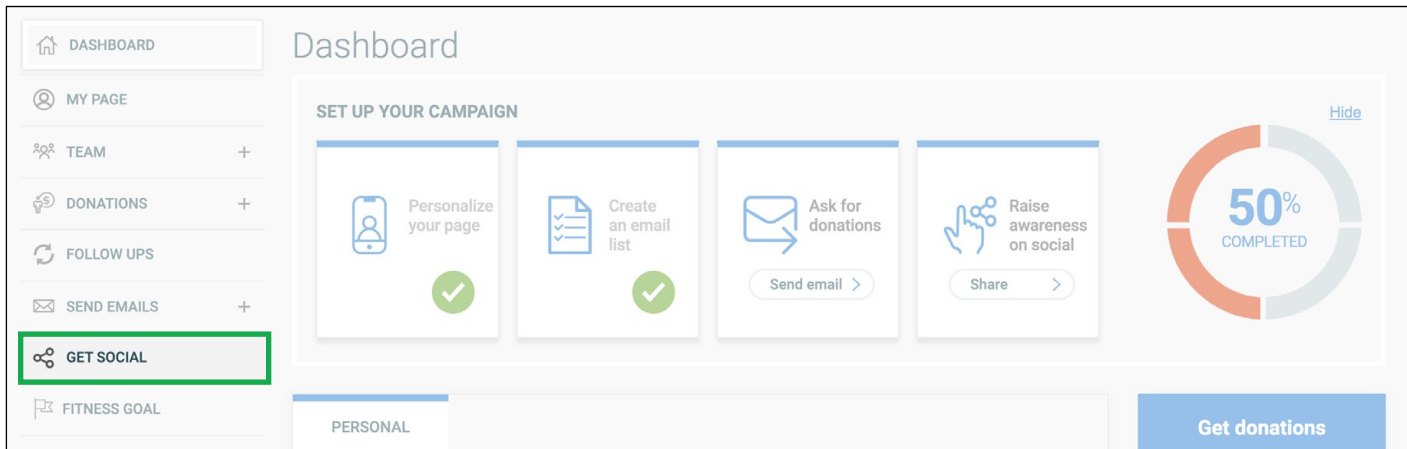 DASHBOARD
MY PAGE
TEAM +
DONATIONS +
FOLLOW UPS
SEND EMAILS +
GET SOCIAL
FITNESS GOAL
Dashboard
SET UP YOUR CAMPAIGN
Hide
Personalize
your page
Create
an email
list
Ask for
donations
Send email >
Raise
awareness
on social
Share >
50%
COMPLETED
PERSONAL
Get donations